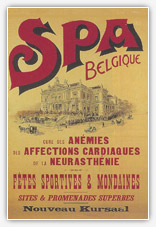 SPA
BELGIQUE
CURE DES ANÉMIES
DES AFFECTIONS CARDIAQUES
DE LA NEURASTHÉNIE
FÊTES SPORTIVES & MONDAINES
SITES & PROMENADES SUPERBES
Nouveau Kursaal